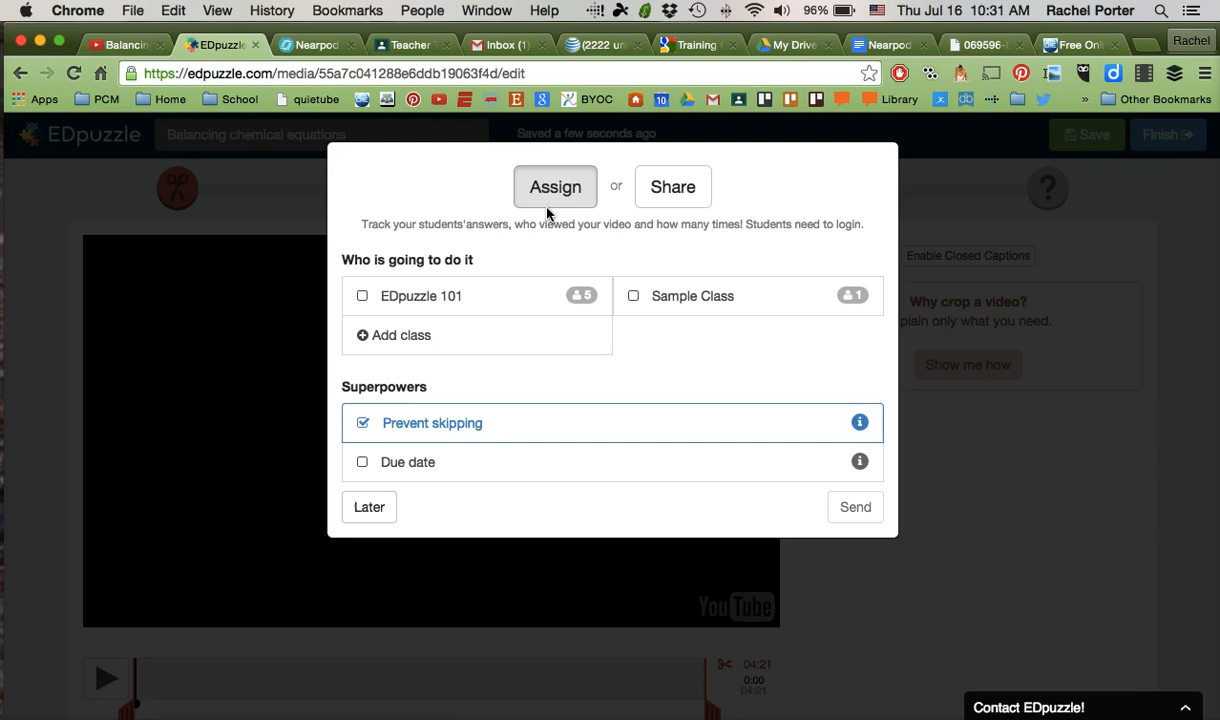 Chrome File Edit View History Bookmarks People Window Help 96% Thu Jul 16 10:31 AM Rachel Porter
Balancin EDpuzzle Nearpod Teacher Inbox (1) (2222 un Training My Drive Nearpod 069596- Free Onl Rachel
https://edpuzzle.com/media/55a7c041288e6ddb19063f4d/edit
Apps PCM Home School quietube BYOC 10 Library » Other Bookmarks
EDpuzzle Balancing chemical equations Saved a few seconds ago Save Finish
Assign or Share
Track your students'answers, who viewed your video and how many times! Students need to login.
Enable Closed Captions
Who is going to do it
EDpuzzle 101 5 Sample Class 1
Why crop a video?
plain only what you need.
Add class
Show me how
Superpowers
Prevent skipping
Due date
Later Send
YouTube
04:21
0:00
04:21
Contact EDpuzzle!